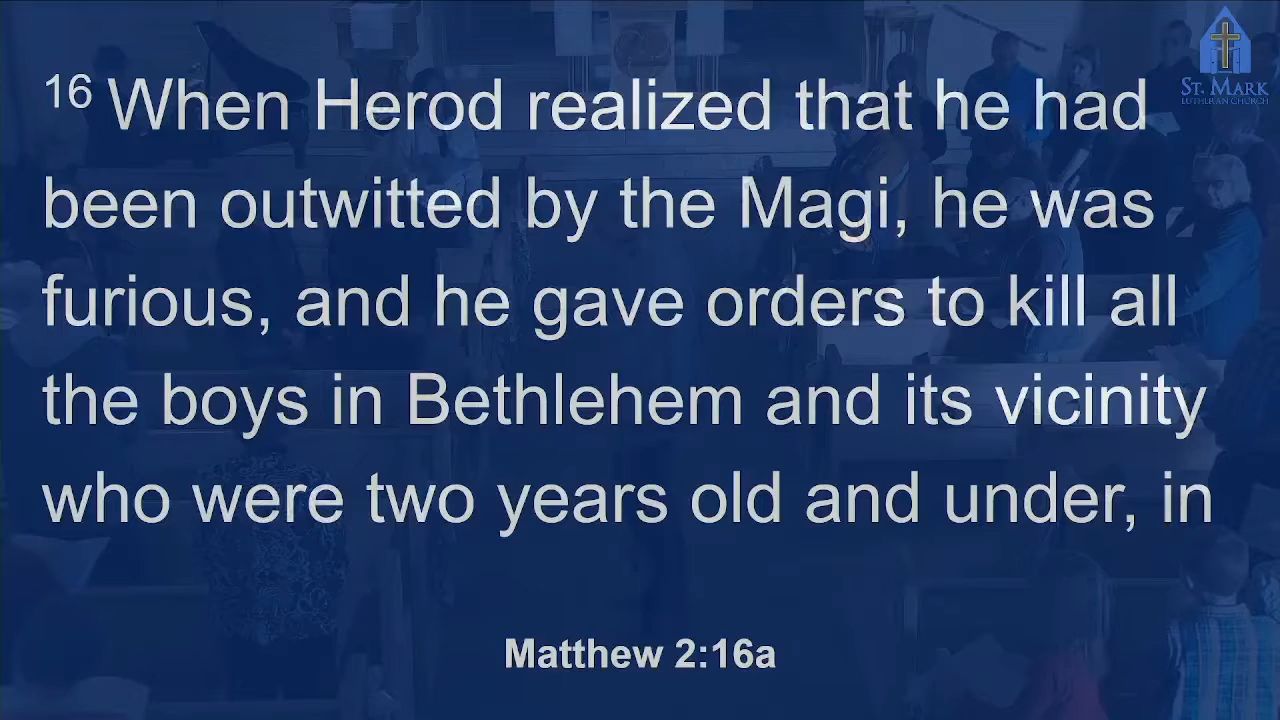 ST. MARK
LUTHERAN CHURCH
16 When Herod realized that he had
been outwitted by the Magi, he was
furious, and he gave orders to kill all
the boys in Bethlehem and its vicinity
who were two years old and under, in
Matthew 2:16a